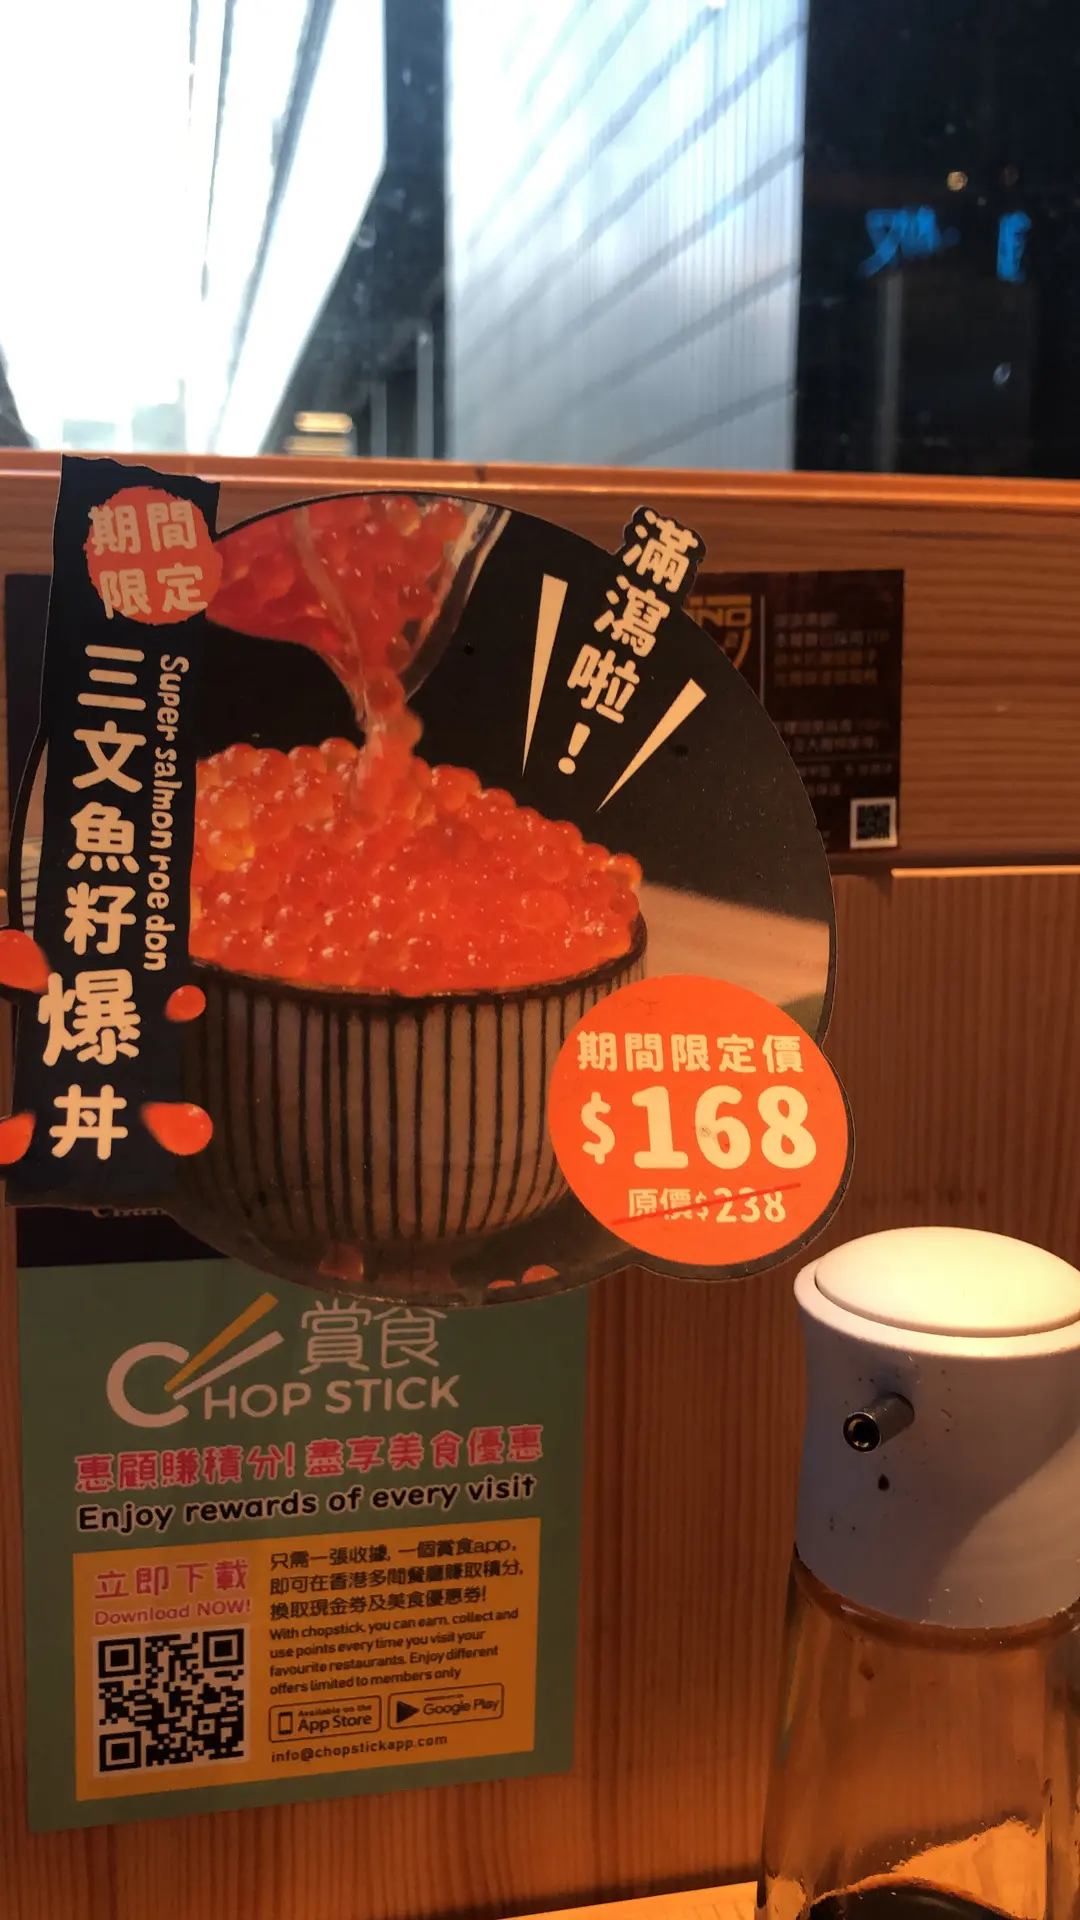 期間
限定
三文魚籽爆丼
Super salmon roe don
滿瀉啦！
期間限定價
$168
原價$238
賞食
CHOP STICK
惠顧賺積分! 盡享美食優惠
Enjoy rewards of every visit
立即下載
Download NOW!
只需一張收據, 一個賞食app,
即可在香港多間餐廳賺取積分,
換取現金券及美食優惠券!
With chopstick, you can earn, collect and
use points every time you visit your
favourite restaurants. Enjoy different
offers limited to members only
Available on the
App Store
Google Play
info@chopstickapp.com